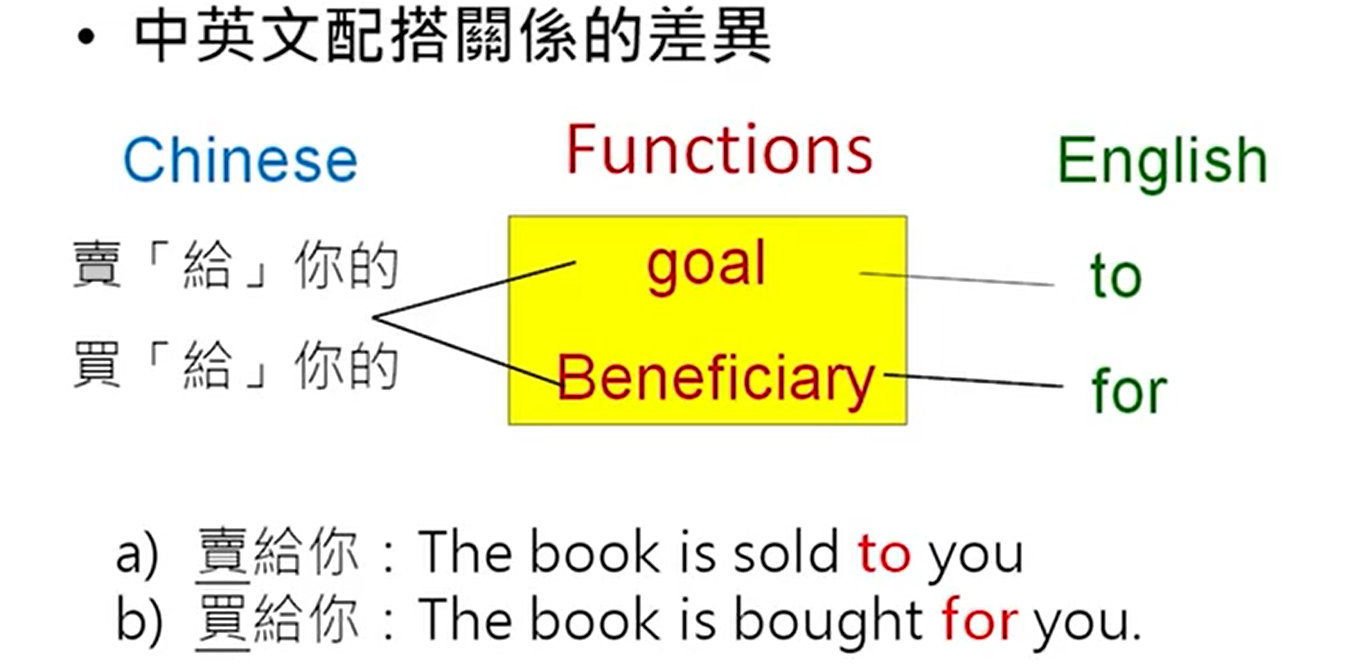 • 中英文配搭關係的差異
Chinese Functions English
賣「給」你的 goal to
買「給」你的 Beneficiary for
a) 賣給你：The book is sold to you
b) 買給你：The book is bought for you.